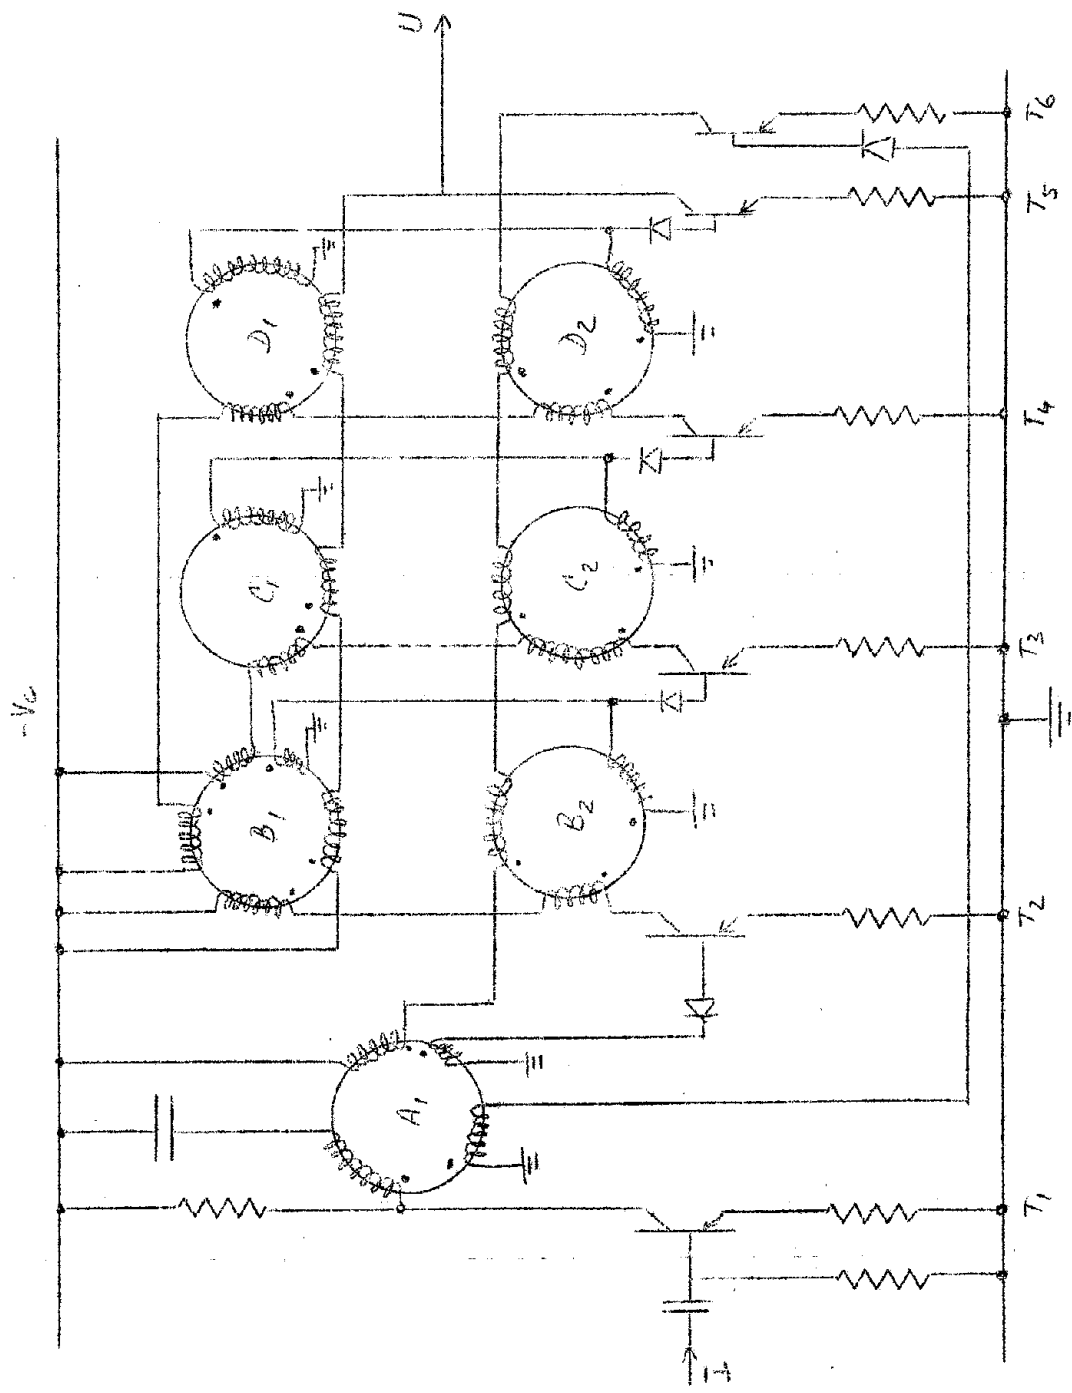 -Vc
B₁ C₁ D₁
A₁ U
B₂ C₂ D₂
I
T₁ T₂ T₃ T₄ T₅ T₆